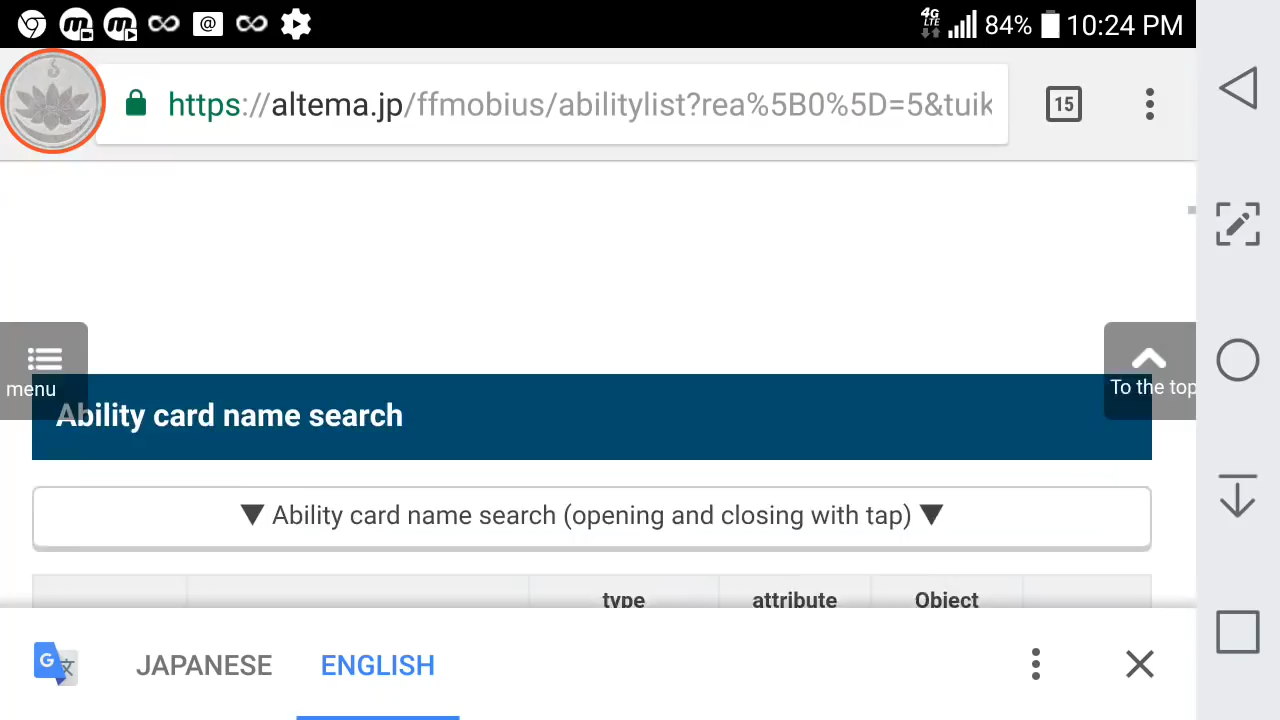 84% 10:24 PM
https://altema.jp/ffmobius/abilitylist?rea%5B0%5D=5&tuik
15
menu
To the top
Ability card name search
▼ Ability card name search (opening and closing with tap) ▼
type attribute Object
JAPANESE ENGLISH